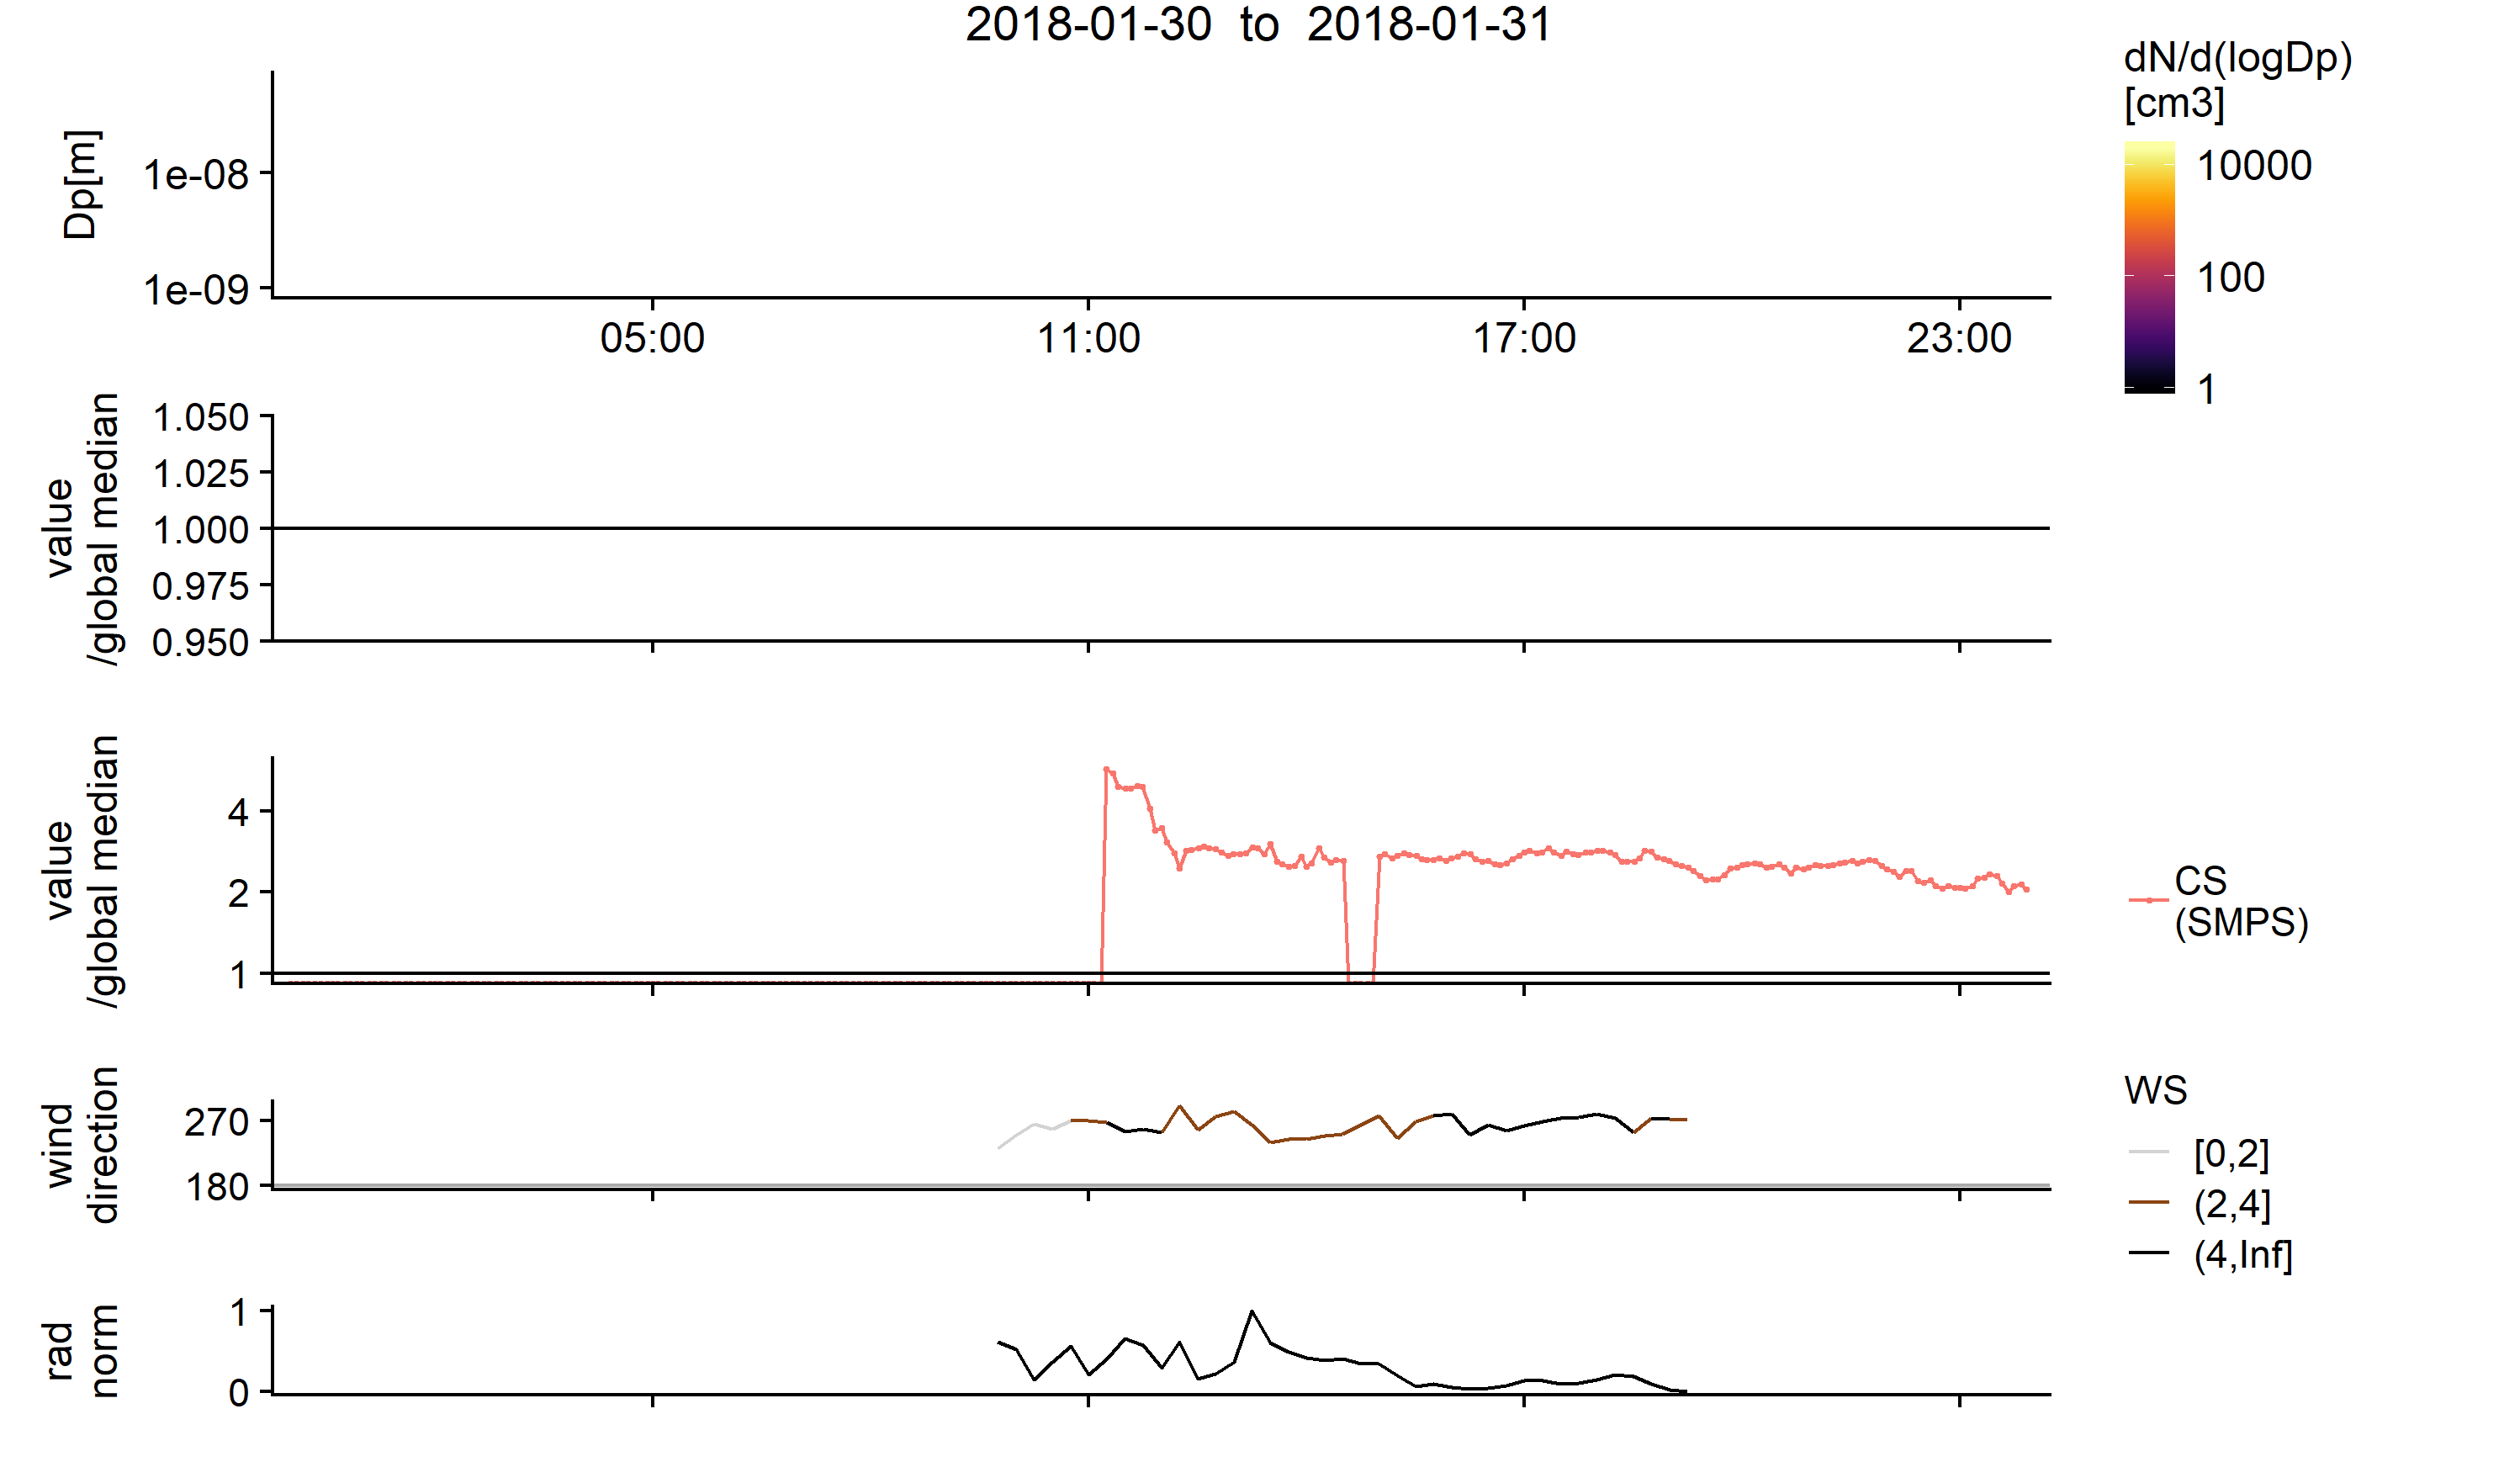 2018-01-30 to 2018-01-31
dN/d(logDp)
[cm3]
10000
100
1
Dp[m]
1e-08
1e-09
05:00
11:00
17:00
23:00
value
/global median
1.050
1.025
1.000
0.975
0.950
value
/global median
4
2
1
CS
(SMPS)
wind
direction
270
180
WS
[0,2]
(2,4]
(4,Inf]
rad
norm
1
0